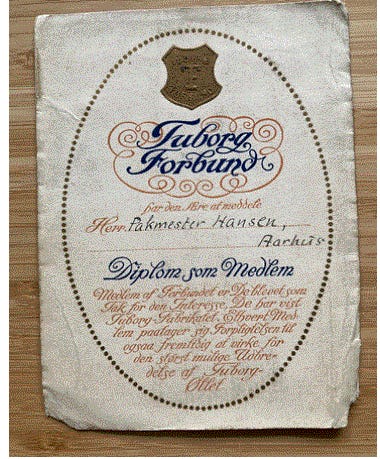 Tuborg
Forbund
har den Ære at meddele
Herr. Pakmester Hansen,
Aarhus
Diplom som Medlem
Medlem af Forbundet er De blevet som
Tak for den Interesse, De har vist
Tuborg-Fabrikatet. Ethvert Med-
lem paatager sig Forpligtelsen til
ogsaa fremtidig at virke for
den størst mulige Udbre-
delse af Tuborg-
Øllet